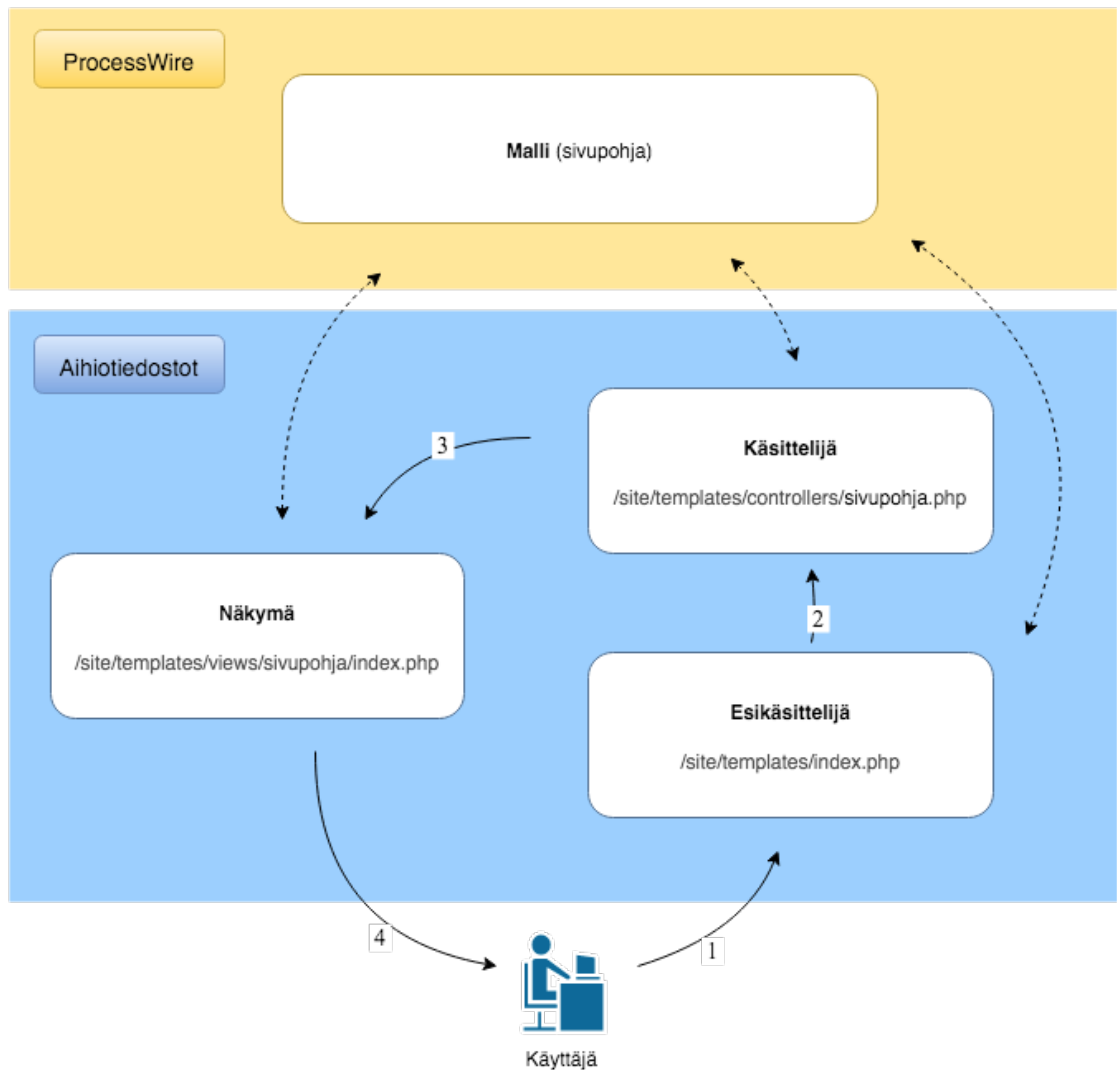 ProcessWire
Malli (sivupohja)
Aihiotiedostot
Käsittelijä
/site/templates/controllers/sivupohja.php
3
Näkymä
/site/templates/views/sivupohja/index.php
2
Esikäsittelijä
/site/templates/index.php
4
1
Käyttäjä